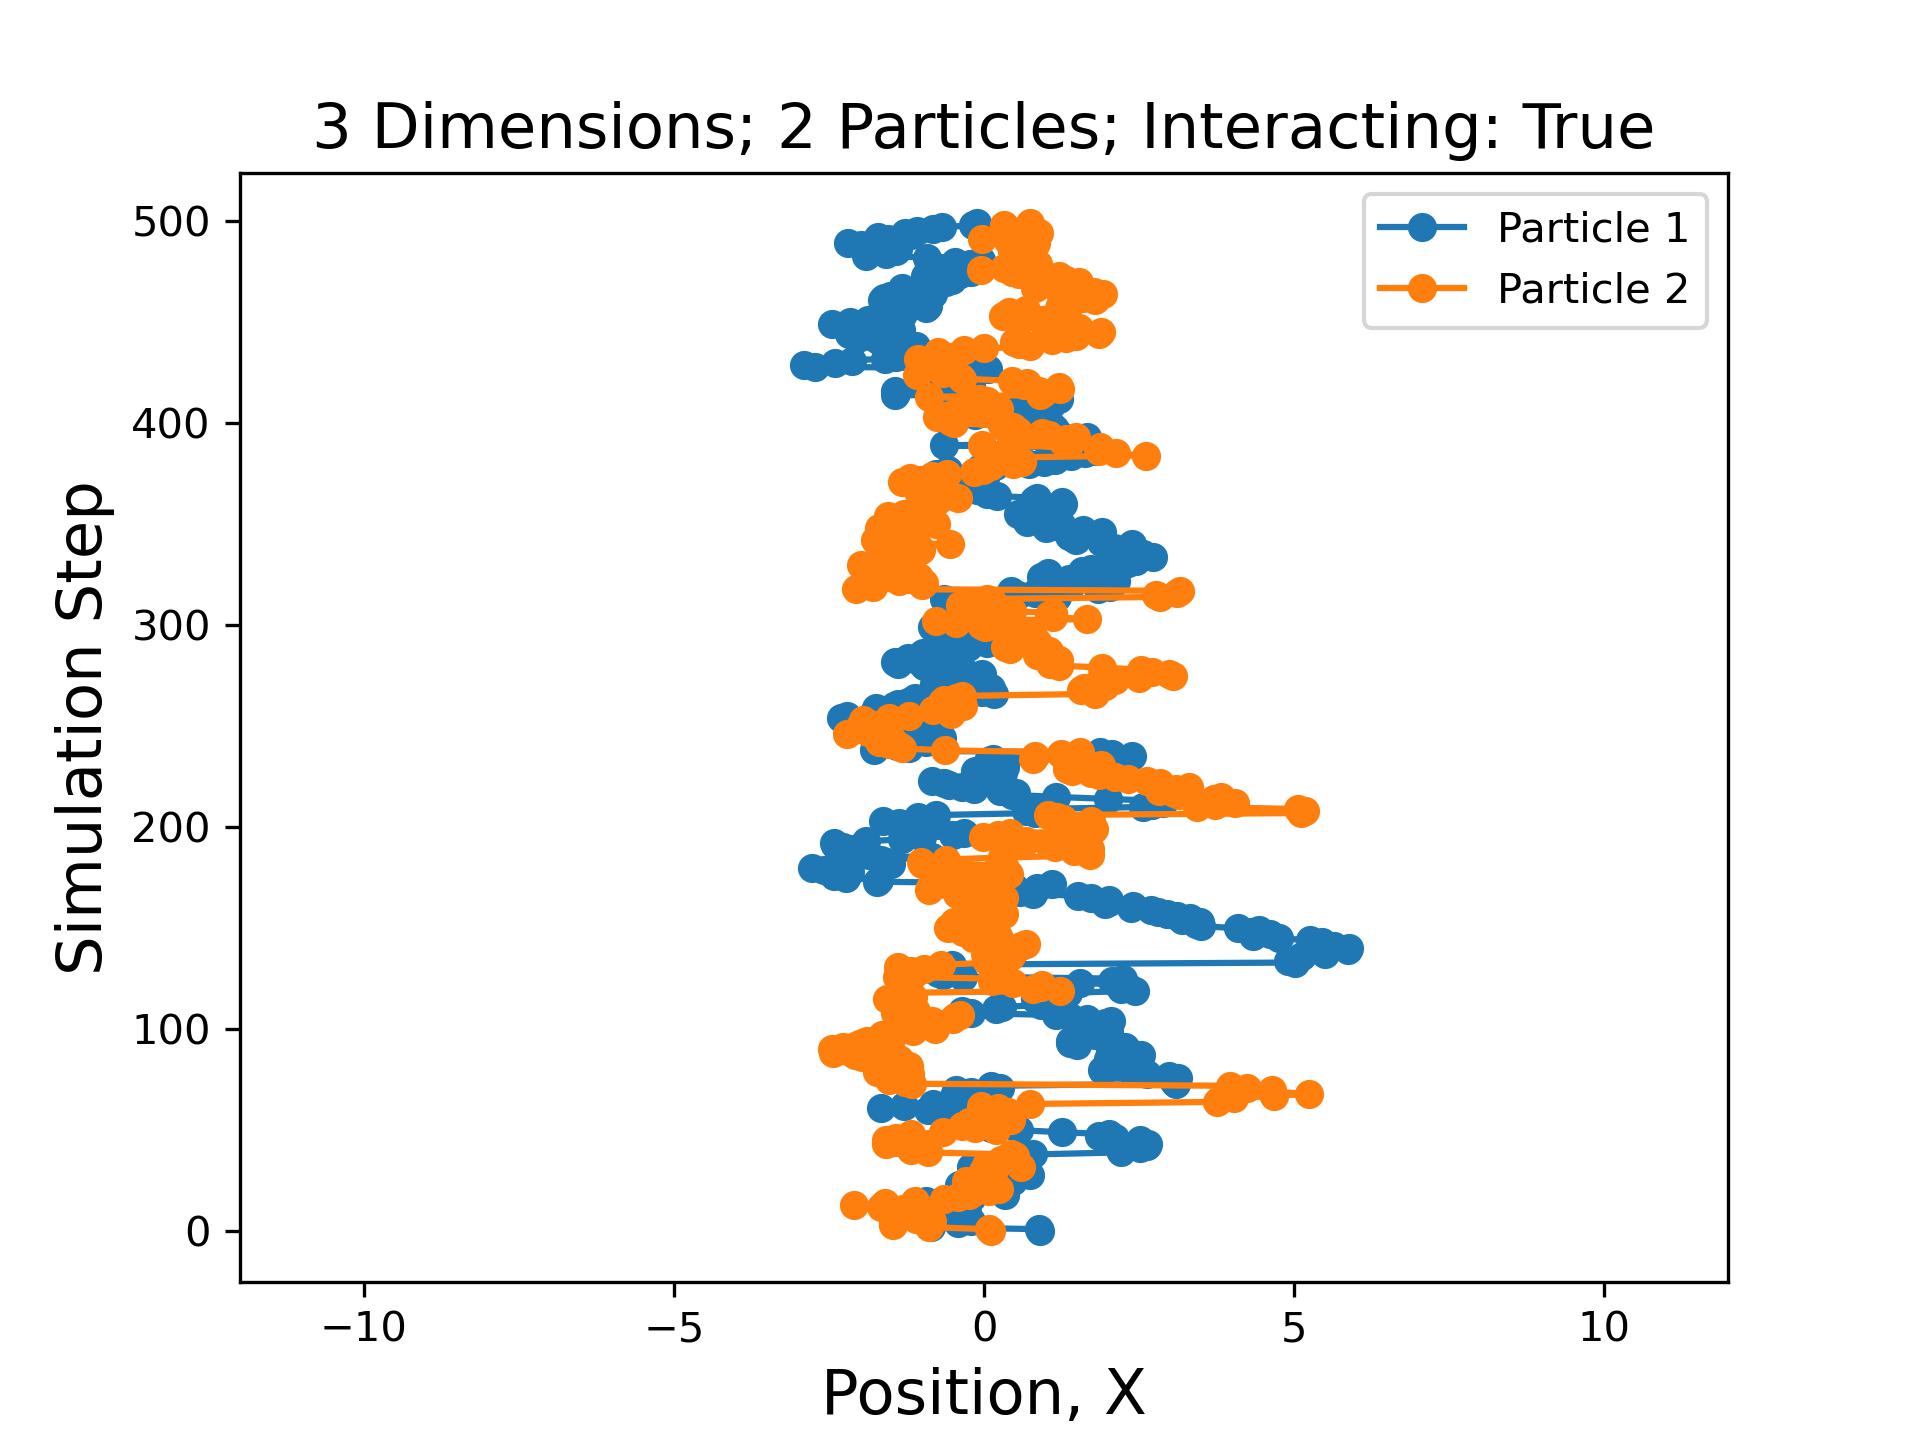 3 Dimensions; 2 Particles; Interacting: True
Particle 1
Particle 2
Simulation Step
500
400
300
200
100
0
−10
−5
0
5
10
Position, X